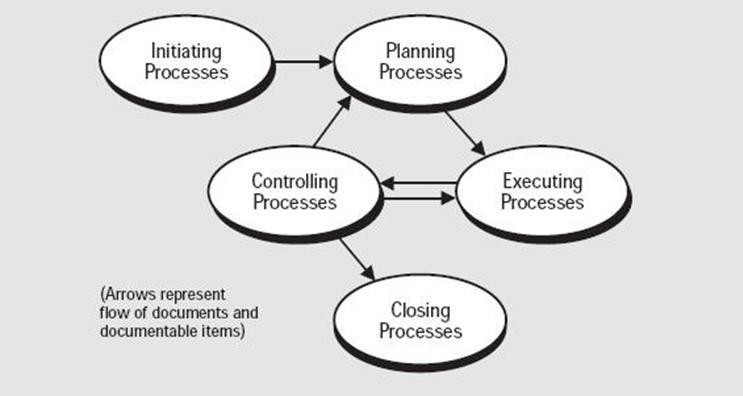 Initiating
Processes
Planning
Processes
Controlling
Processes
Executing
Processes
(Arrows represent
flow of documents and
documentable items)
Closing
Processes